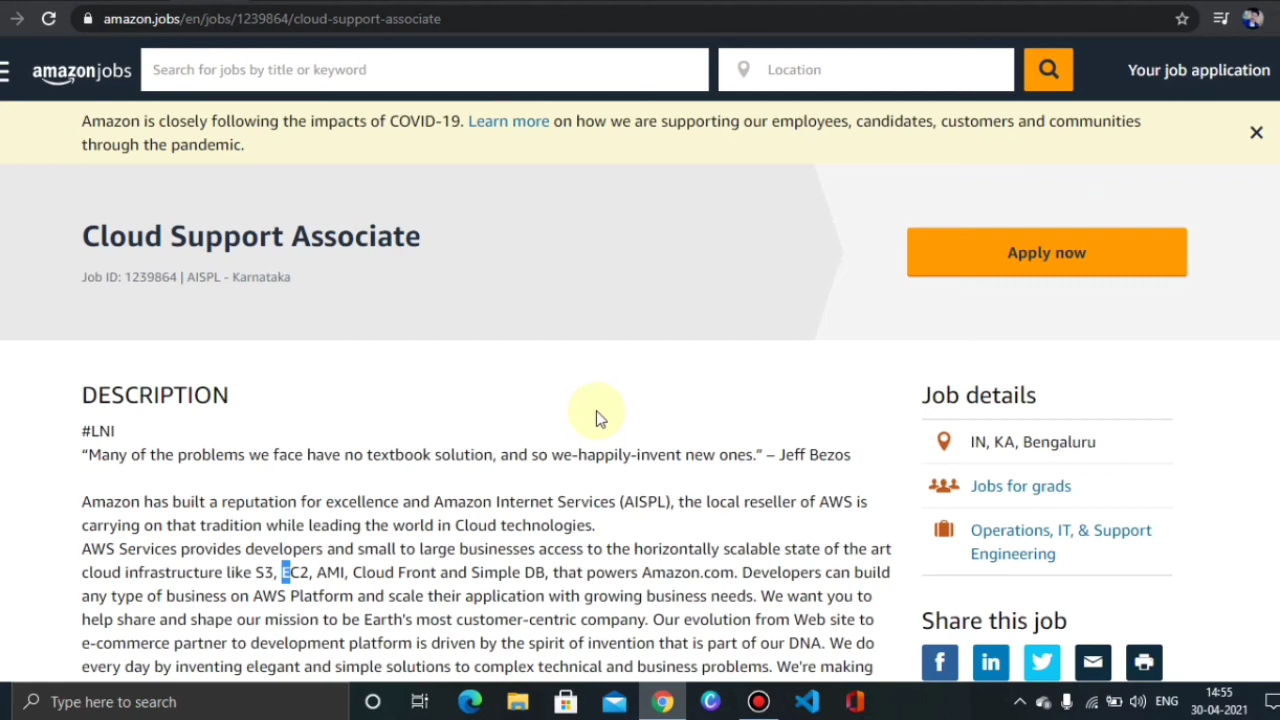 amazon.jobs/en/jobs/1239864/cloud-support-associate
amazonjobs
Search for jobs by title or keyword
Location
Your job application
Amazon is closely following the impacts of COVID-19. Learn more on how we are supporting our employees, candidates, customers and communities
through the pandemic.
Cloud Support Associate
Job ID: 1239864 | AISPL - Karnataka
Apply now
DESCRIPTION
#LNI
“Many of the problems we face have no textbook solution, and so we-happily-invent new ones.” – Jeff Bezos
Amazon has built a reputation for excellence and Amazon Internet Services (AISPL), the local reseller of AWS is
carrying on that tradition while leading the world in Cloud technologies.
AWS Services provides developers and small to large businesses access to the horizontally scalable state of the art
cloud infrastructure like S3, EC2, AMI, Cloud Front and Simple DB, that powers Amazon.com. Developers can build
any type of business on AWS Platform and scale their application with growing business needs. We want you to
help share and shape our mission to be Earth's most customer-centric company. Our evolution from Web site to
e-commerce partner to development platform is driven by the spirit of invention that is part of our DNA. We do
every day by inventing elegant and simple solutions to complex technical and business problems. We're making
Job details
IN, KA, Bengaluru
Jobs for grads
Operations, IT, & Support
Engineering
Share this job
Type here to search
ENG
14:55
30-04-2021